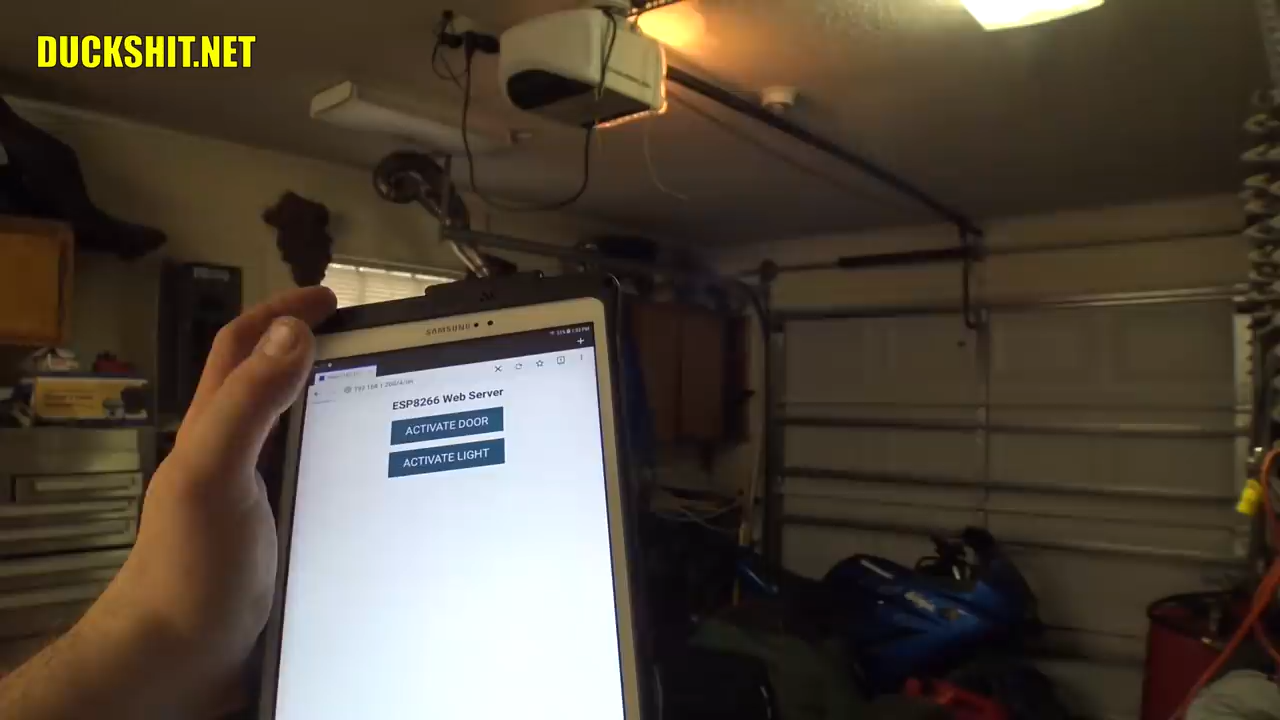 DUCKSHIT.NET
SAMSUNG
ESP8266 Web Server
ACTIVATE DOOR
ACTIVATE LIGHT